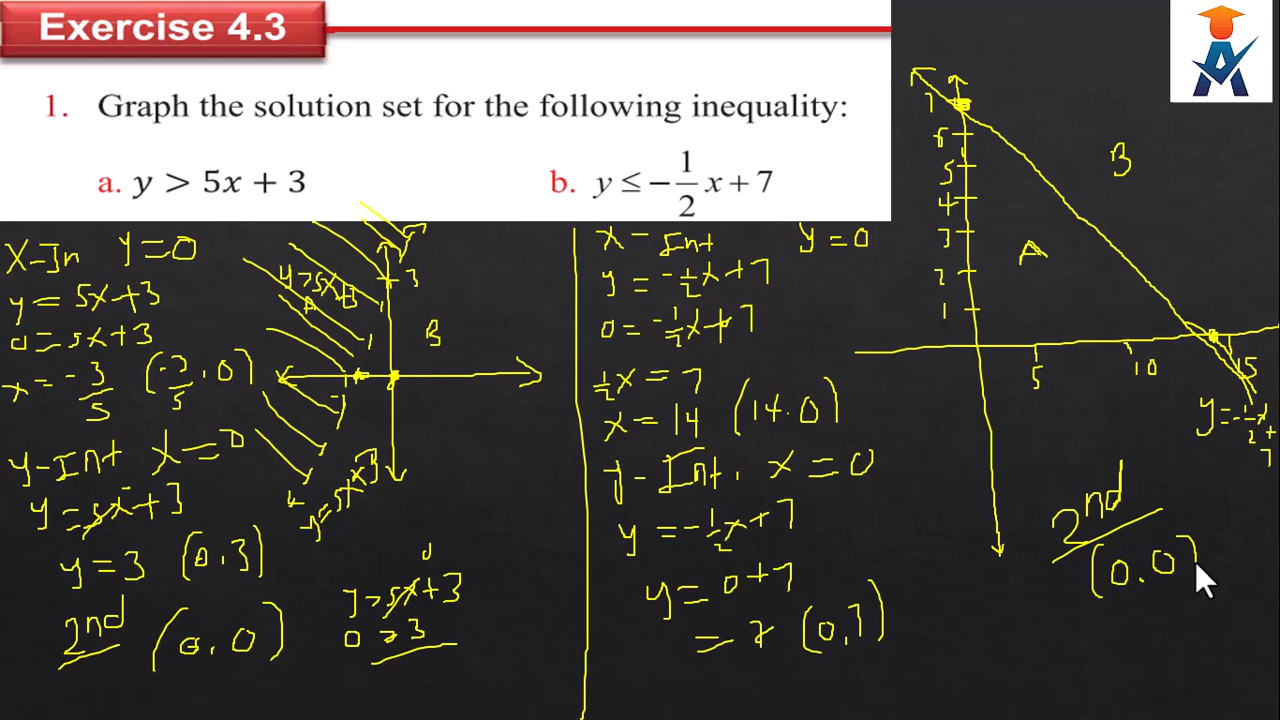 Exercise 4.3
1. Graph the solution set for the following inequality:
a. y > 5x + 3
b. y ≤ -1/2 x + 7
X-In y=0
y = 5x+3
0 = 5x+3
x = -3/5 (-3/5, 0)
y-Int x=0
y = 5x+3
y = 3 (0,3)
2nd (0,0)
y > 5x+3
A
3
B
-1
y > 5x+3
0 > 3
x-Int y=0
y = -1/2x+7
0 = -1/2x+7
1/2x = 7
x = 14 (14.0)
y-Int. x=0
y = -1/2x+7
y = 0+7
= 7 (0,7)
7
6
5
4
3
2
1
A
B
5
10
15
y=-1/2x+7
2nd
(0.0)